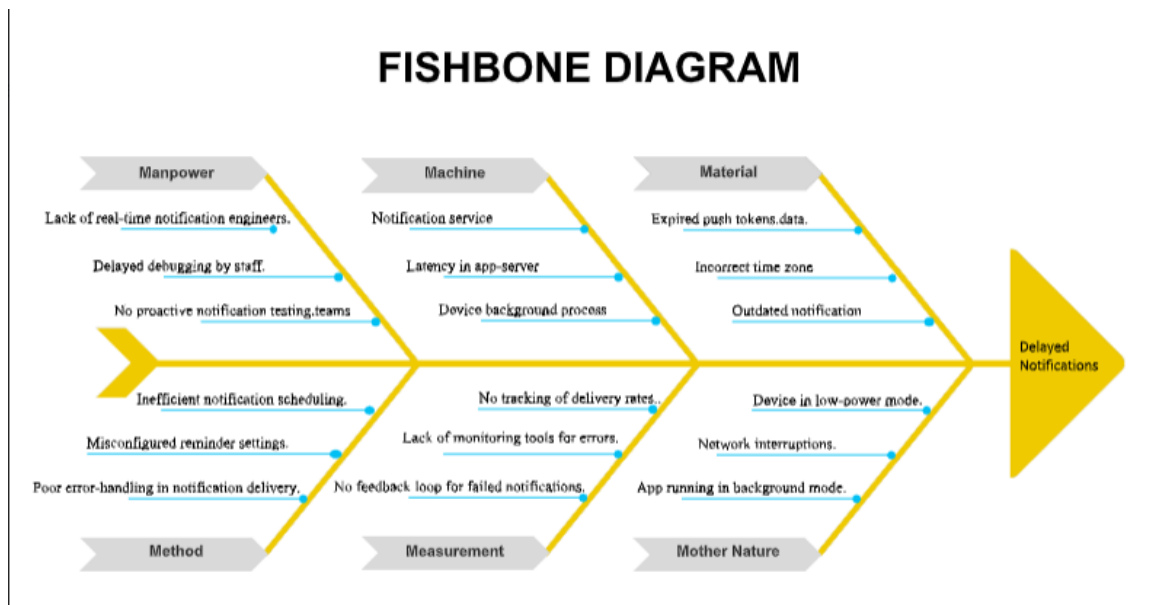 FISHBONE DIAGRAM
Manpower
Lack of real-time notification engineers.
Delayed debugging by staff.
No proactive notification testing.teams
Machine
Notification service
Latency in app-server
Device background process
Material
Expired push tokens.data.
Incorrect time zone
Outdated notification
Delayed
Notifications
Inefficient notification scheduling.
Misconfigured reminder settings.
Poor error-handling in notification delivery.
Method
No tracking of delivery rates..
Lack of monitoring tools for errors.
No feedback loop for failed notifications.
Measurement
Device in low-power mode.
Network interruptions.
App running in background mode.
Mother Nature